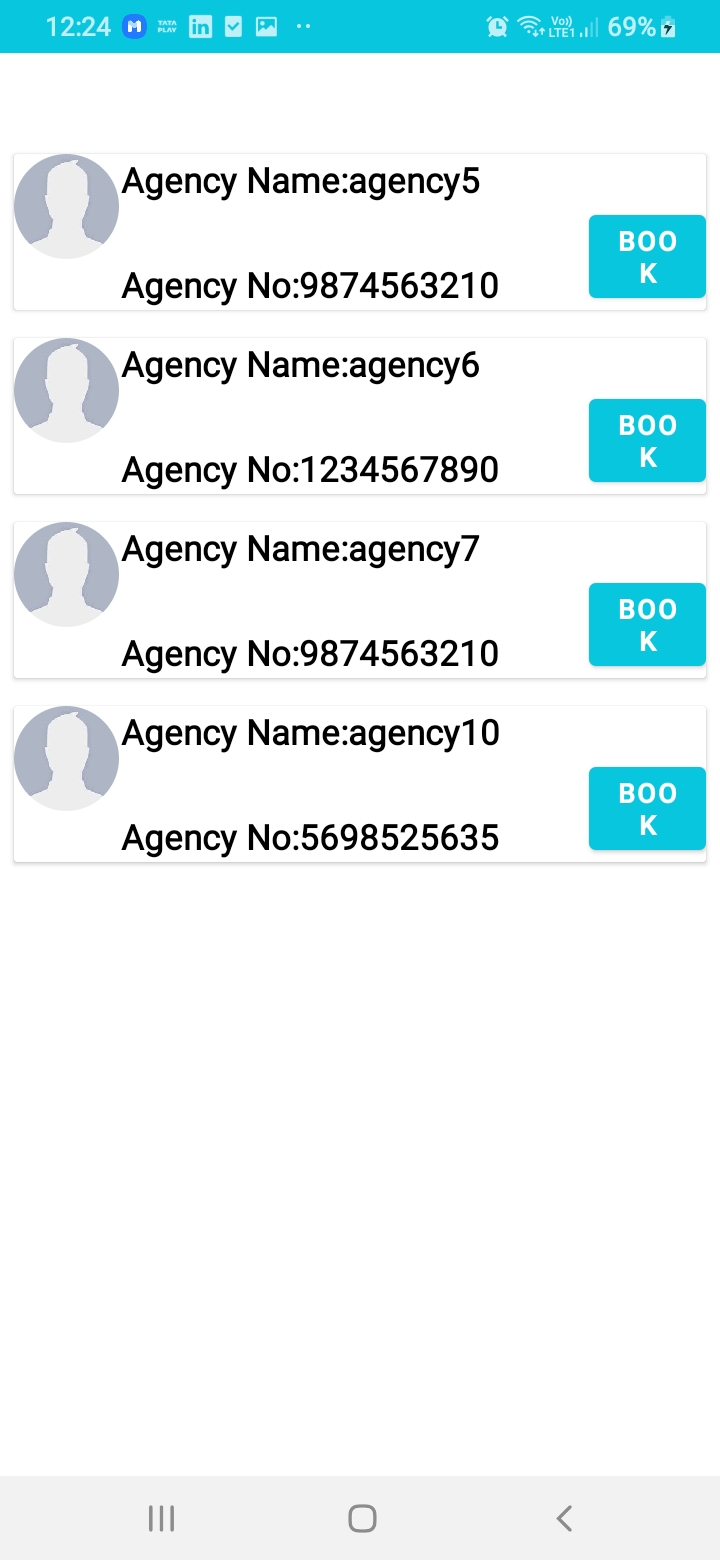 12:24 TATA PLAY in Vo) LTE1 69%
Agency Name:agency5
BOO
K
Agency No:9874563210
Agency Name:agency6
BOO
K
Agency No:1234567890
Agency Name:agency7
BOO
K
Agency No:9874563210
Agency Name:agency10
BOO
K
Agency No:5698525635